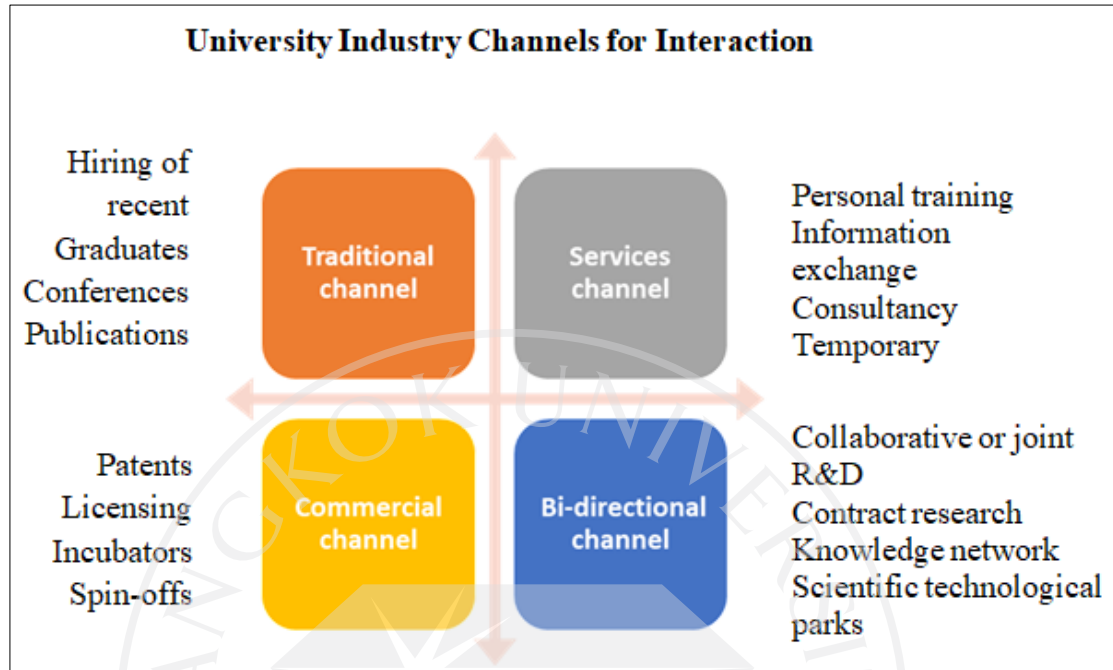 University Industry Channels for Interaction
Hiring of
recent
Graduates
Conferences
Publications
Traditional
channel
Services
channel
Personal training
Information
exchange
Consultancy
Temporary
Patents
Licensing
Incubators
Spin-offs
Commercial
channel
Bi-directional
channel
Collaborative or joint
R&D
Contract research
Knowledge network
Scientific technological
parks
ANGKOK UNIVERSI